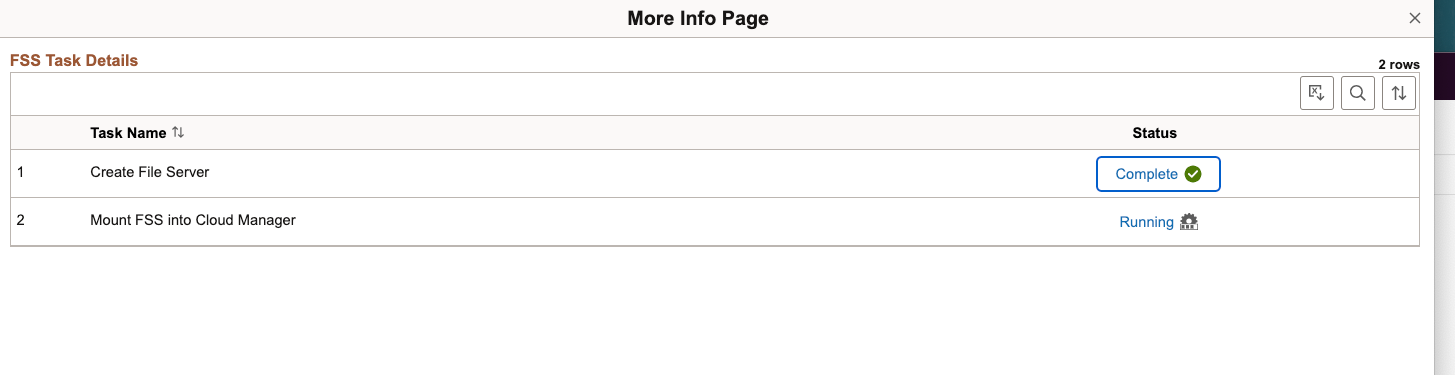 More Info Page
FSS Task Details
2 rows
Task Name
Status
1 Create File Server Complete
2 Mount FSS into Cloud Manager Running